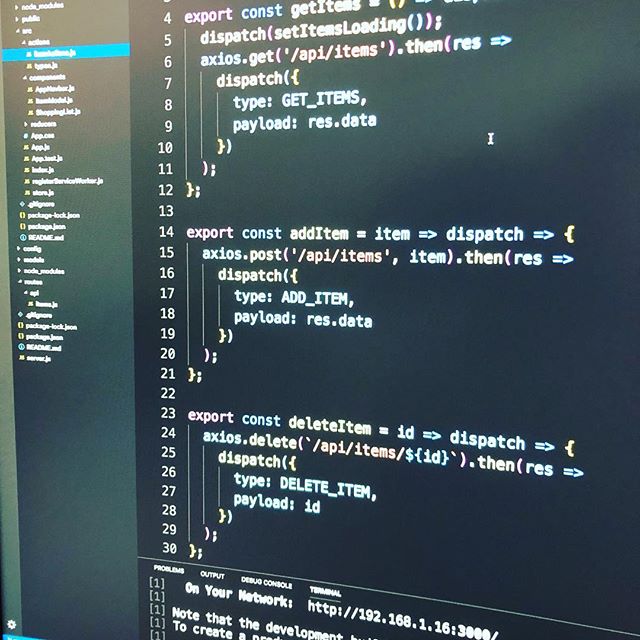 node_modules
public
src
actions
itemActions.js
types.js
components
AppNavbar.js
ItemModal.js
ShoppingList.js
reducers
App.css
App.js
App.test.js
index.js
registerServiceWorker.js
store.js
.gitignore
package-lock.json
package.json
README.md
config
models
node_modules
routes
api
items.js
.gitignore
package-lock.json
package.json
README.md
server.js
4 export const getItems = () =>
5 dispatch(setItemsLoading());
6 axios.get('/api/items').then(res =>
7 dispatch({
8 type: GET_ITEMS,
9 payload: res.data
10 })
11 );
12 };
13
14 export const addItem = item => dispatch => {
15 axios.post('/api/items', item).then(res =>
16 dispatch({
17 type: ADD_ITEM,
18 payload: res.data
19 })
20 );
21 };
22
23 export const deleteItem = id => dispatch => {
24 axios.delete(`/api/items/${id}`).then(res =>
25 dispatch({
26 type: DELETE_ITEM,
27 payload: id
28 })
29 );
30 };
PROBLEMS OUTPUT DEBUG CONSOLE TERMINAL
[1] On Your Network: http://192.168.1.16:3000/
[1]
[1] Note that the development
[1] To create a